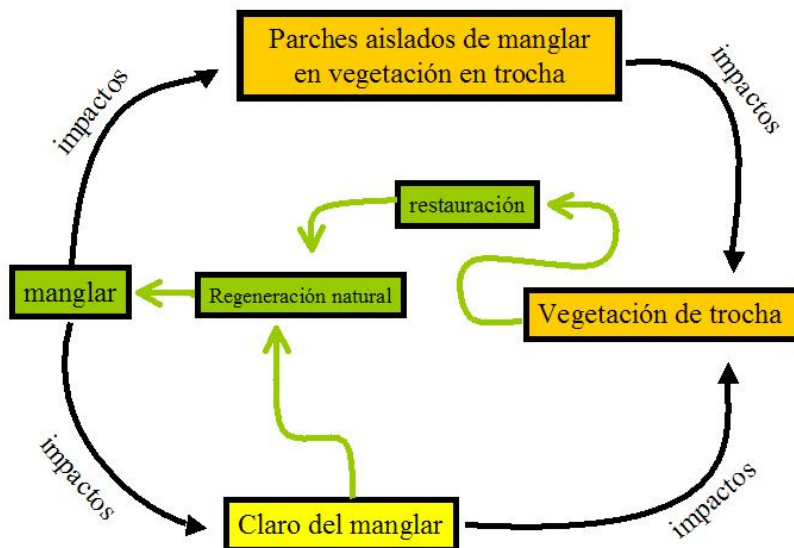 Parches aislados de manglar
en vegetación en trocha
impactos
impactos
restauración
manglar
Regeneración natural
Vegetación de trocha
impactos
Claro del manglar
impactos